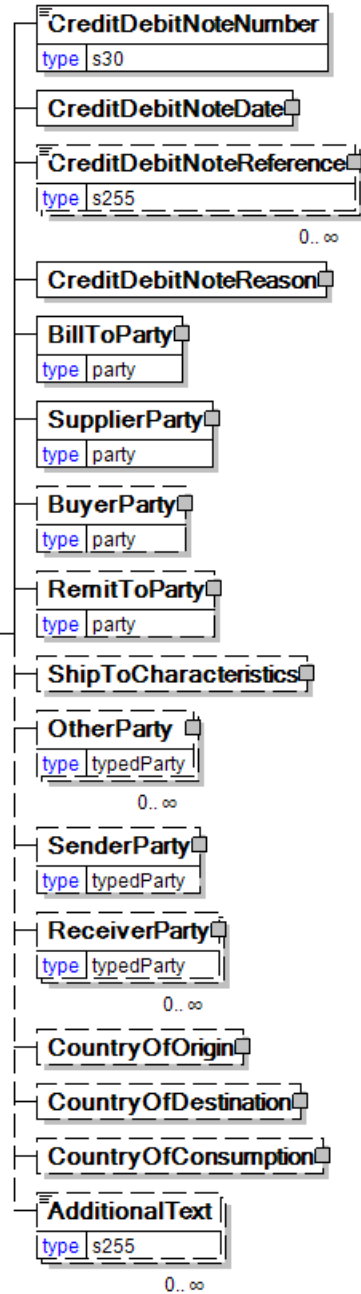 CreditDebitNoteNumber
type s30
CreditDebitNoteDate
CreditDebitNoteReference
type s255
0.. ∞
CreditDebitNoteReason
BillToParty
type party
SupplierParty
type party
BuyerParty
type party
RemitToParty
type party
ShipToCharacteristics
OtherParty
type typedParty
0.. ∞
SenderParty
type typedParty
ReceiverParty
type typedParty
0.. ∞
CountryOfOrigin
CountryOfDestination
CountryOfConsumption
AdditionalText
type s255
0.. ∞